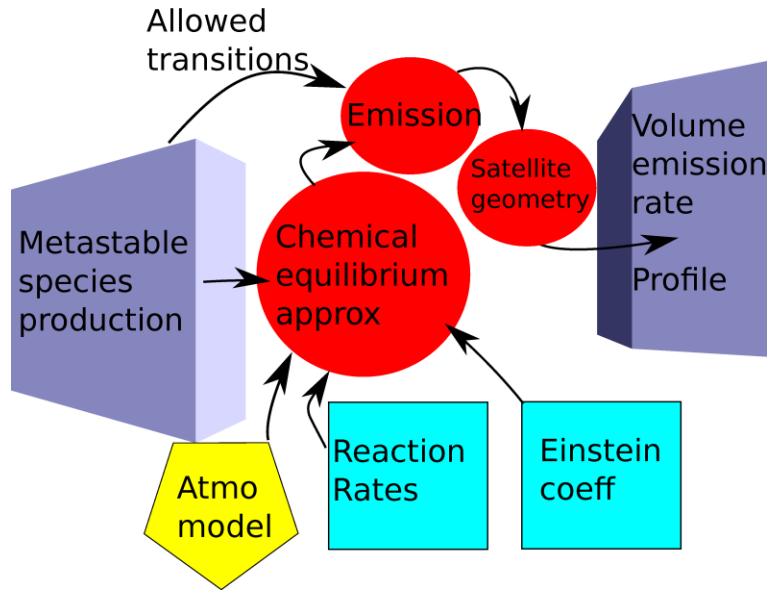 Allowed
transitions
Emission
Satellite
geometry
Volume
emission
rate
Profile
Metastable
species
production
Chemical
equilibrium
approx
Atmo
model
Reaction
Rates
Einstein
coeff